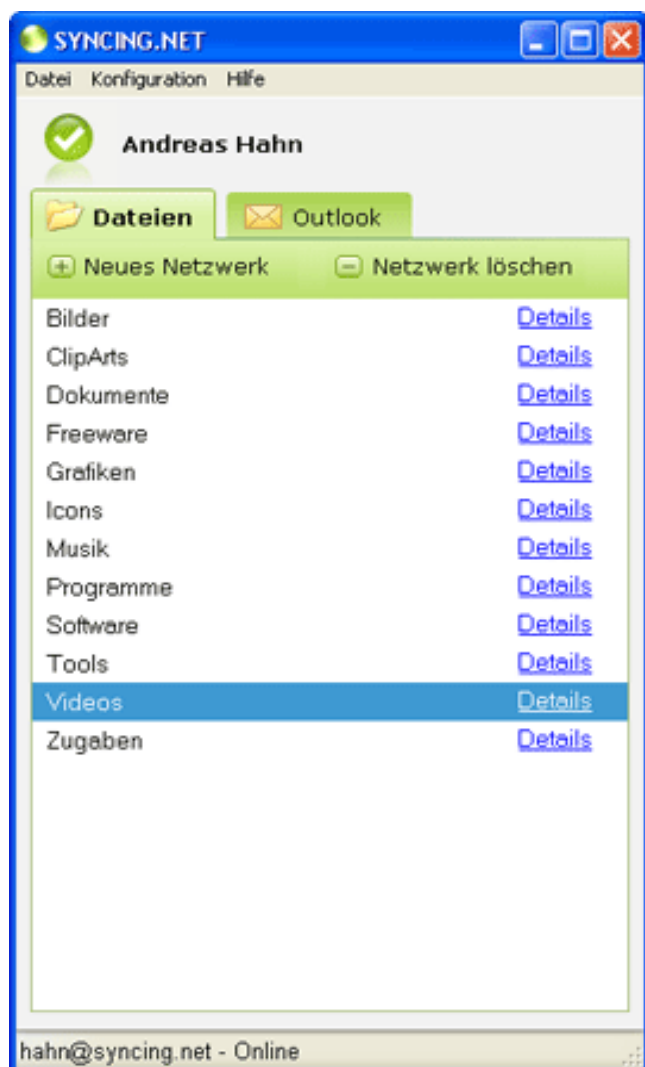 SYNCING.NET
Datei Konfiguration Hilfe
Andreas Hahn
Dateien Outlook
Neues Netzwerk Netzwerk löschen
Bilder Details
ClipArts Details
Dokumente Details
Freeware Details
Grafiken Details
Icons Details
Musik Details
Programme Details
Software Details
Tools Details
Videos Details
Zugaben Details
hahn@syncing.net - Online